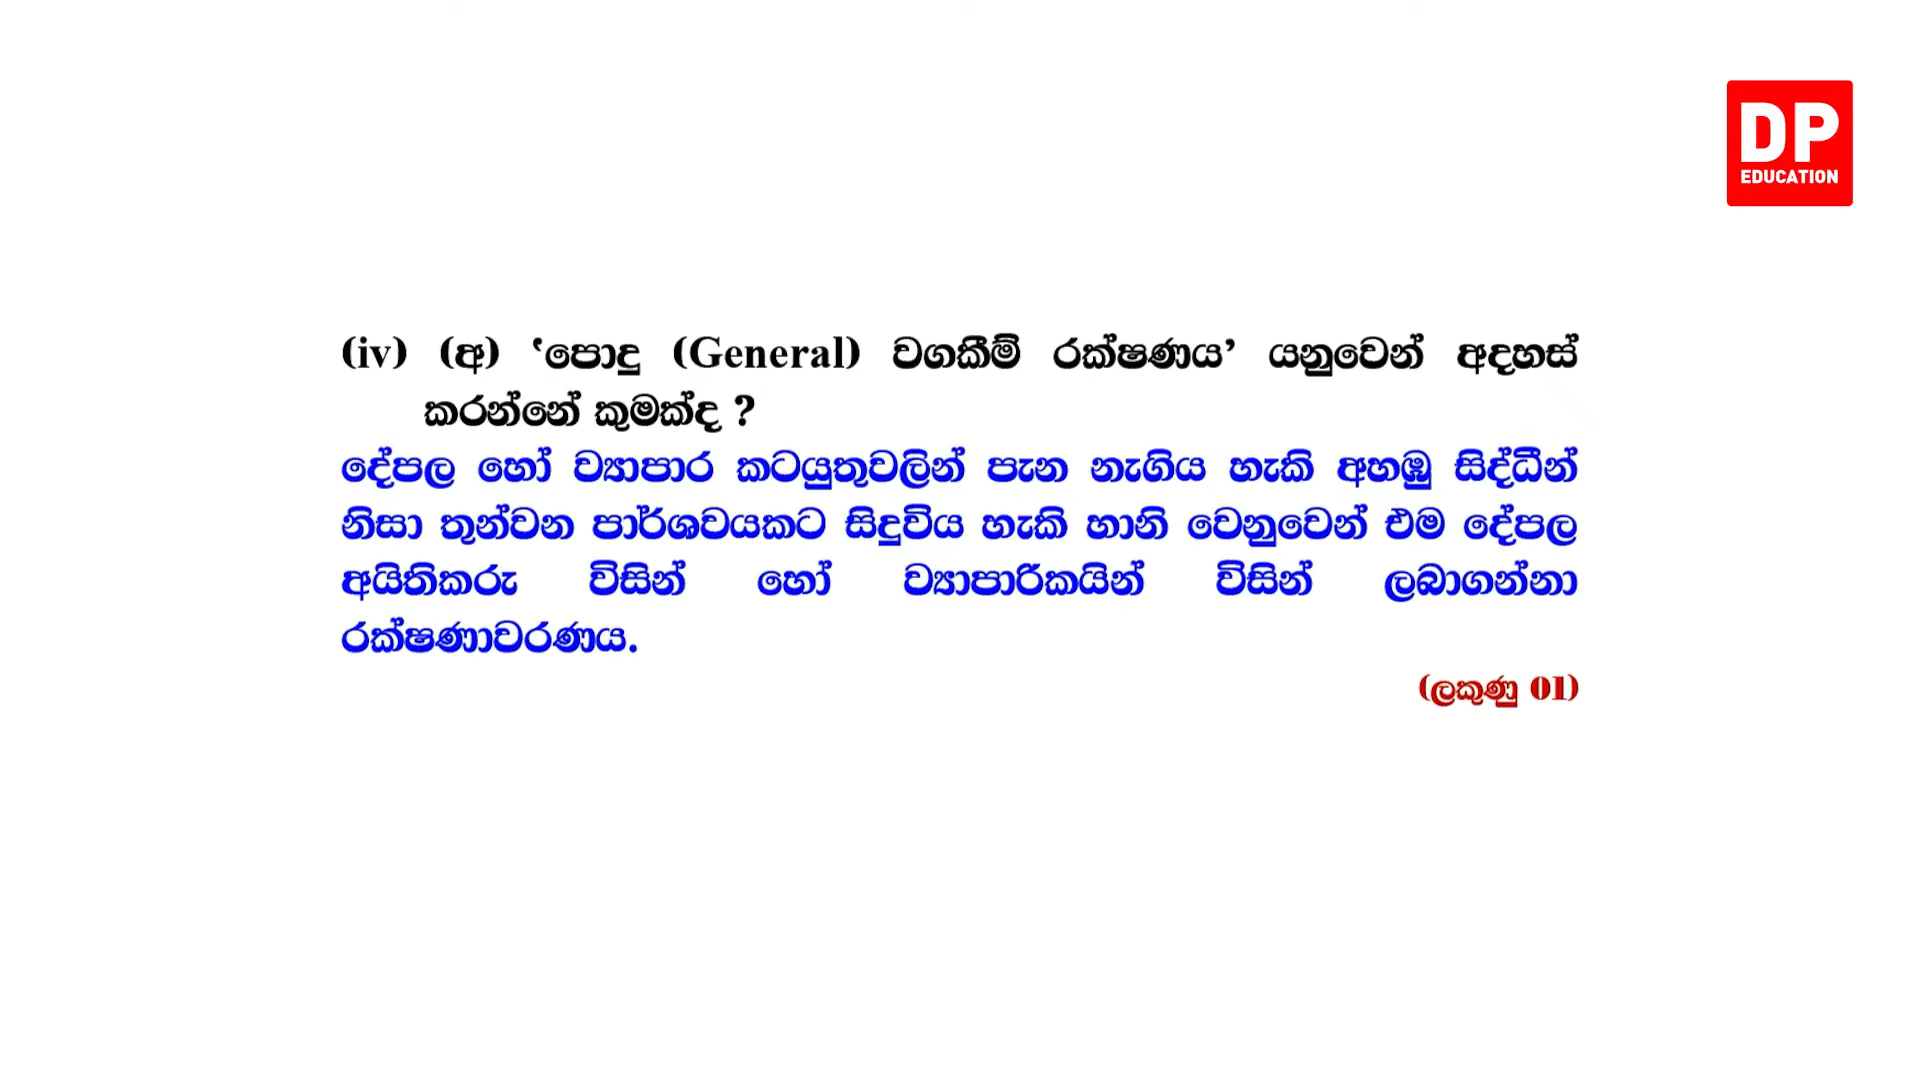 DP
EDUCATION
(iv) (අ) ‘පොදු (General) වගකීම් රක්ෂණය’ යනුවෙන් අදහස්
කරන්නේ කුමක්ද ?
දේපල හෝ ව්‍යාපාර කටයුතුවලින් පැන නැගිය හැකි අහඹු සිද්ධීන්
නිසා තුන්වන පාර්ශවයකට සිදුවිය හැකි හානි වෙනුවෙන් එම දේපල
අයිතිකරු විසින් හෝ ව්‍යාපාරිකයින් විසින් ලබාගන්නා
රක්ෂණාවරණය.
(ලකුණු 01)